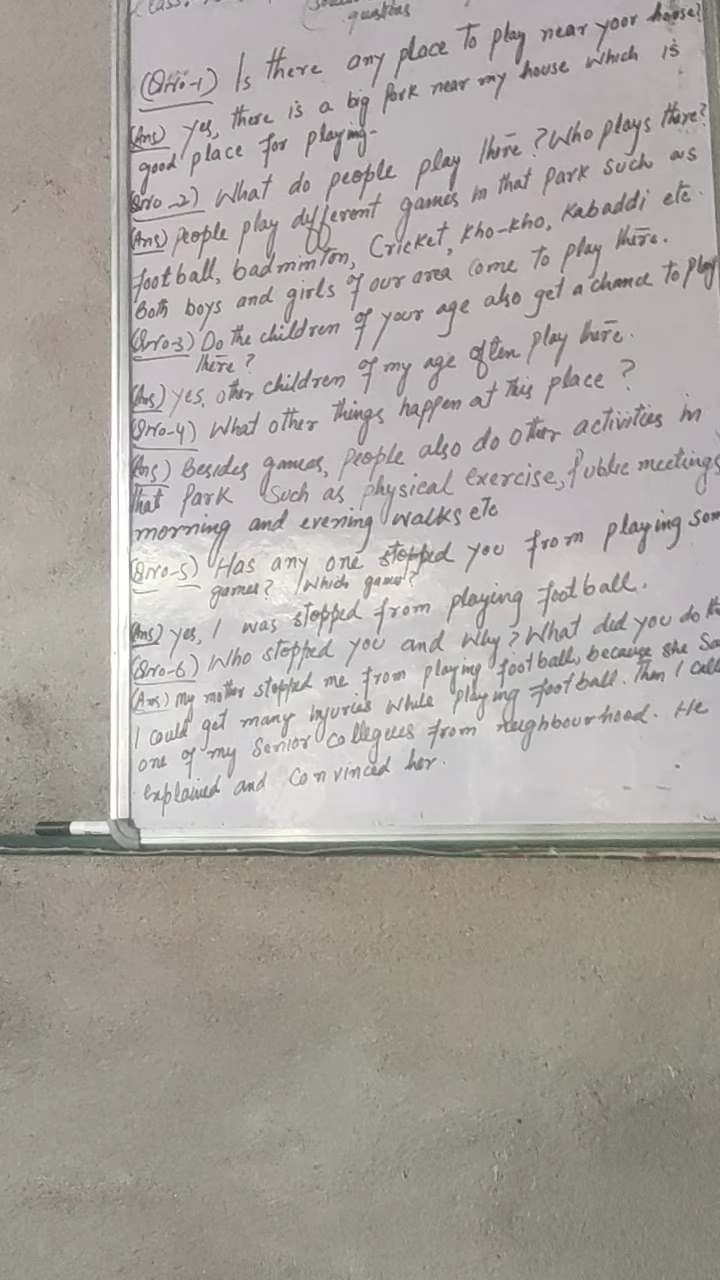 Class.
questions
(Qno-1) Is there any place to play near your house?
(Ans) Yes, there is a big park near my house which is
good place for playing.
(Qno-2) What do people play there? Who plays there?
(Ans) People play different games in that park such as
football, badminton, Cricket, Kho-Kho, Kabaddi etc.
Both boys and girls of our area come to play there.
(Qno-3) Do the children of your age also get a chance to play
there?
(Ans) Yes, other children of my age often play here.
(Qno-4) What other things happen at this place?
(Ans) Besides games, people also do other activities in
that park such as physical exercise, public meetings
morning and evening walks etc
(Qno-5) Has any one stopped you from playing som
games? Which game?
(Ans) Yes, I was stopped from playing football.
(Qno-6) Who stopped you and why? What did you do th
(Ans) My mother stopped me from playing football, because she Sa
I could get many injuries while playing football. Then I calle
one of my Senior collegues from neighbourhood. He
explained and convinced her.